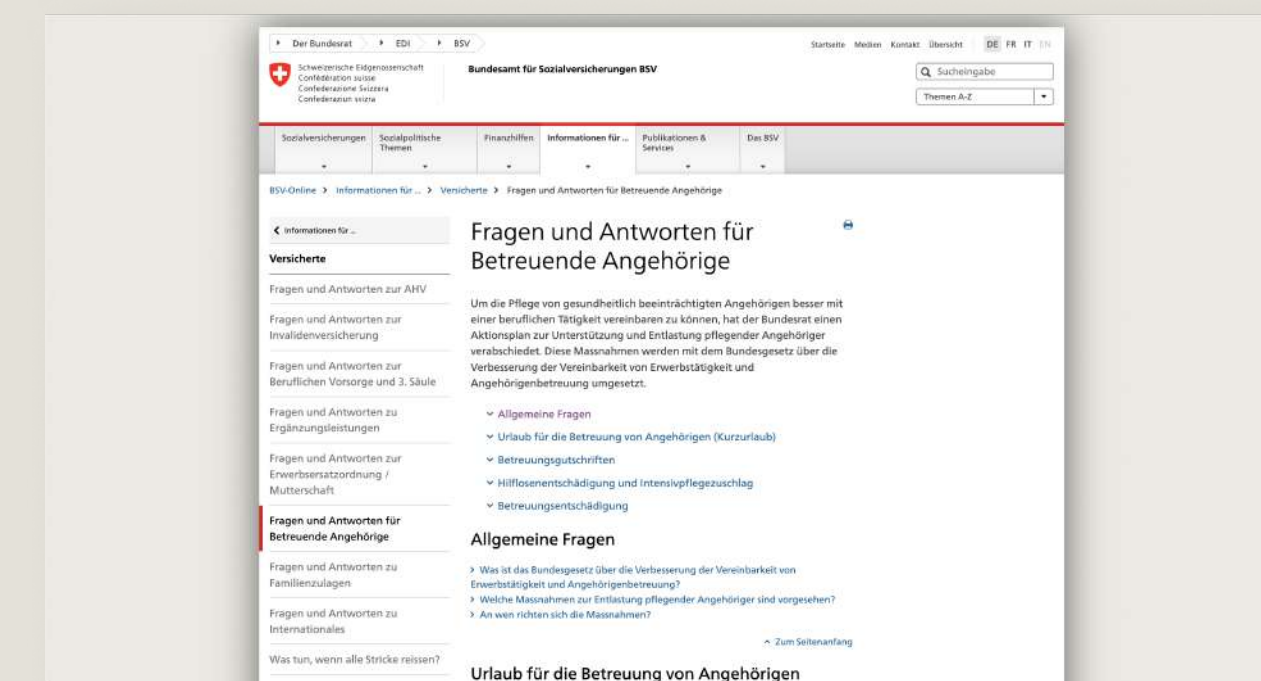 Der Bundesrat EDI BSV
Startseite Medien Kontakt Übersicht DE FR IT EN
Schweizerische Eidgenossenschaft
Confédération suisse
Confederazione Svizzera
Confederaziun svizra
Bundesamt für Sozialversicherungen BSV
Sucheingabe
Themen A-Z
Sozialversicherungen
Sozialpolitische
Themen
Finanzhilfen
Informationen für ...
Publikationen &
Services
Das BSV
BSV-Online > Informationen für ... > Versicherte > Fragen und Antworten für Betreuende Angehörige
Informationen für ...
Versicherte
Fragen und Antworten zur AHV
Fragen und Antworten zur
Invalidenversicherung
Fragen und Antworten zur
Beruflichen Vorsorge und 3. Säule
Fragen und Antworten zu
Ergänzungsleistungen
Fragen und Antworten zur
Erwerbsersatzordnung /
Mutterschaft
Fragen und Antworten für
Betreuende Angehörige
Fragen und Antworten zu
Familienzulagen
Fragen und Antworten zu
Internationales
Was tun, wenn alle Stricke reissen?
Fragen und Antworten für
Betreuende Angehörige
Um die Pflege von gesundheitlich beeinträchtigten Angehörigen besser mit
einer beruflichen Tätigkeit vereinbaren zu können, hat der Bundesrat einen
Aktionsplan zur Unterstützung und Entlastung pflegender Angehöriger
verabschiedet. Diese Massnahmen werden mit dem Bundesgesetz über die
Verbesserung der Vereinbarkeit von Erwerbstätigkeit und
Angehörigenbetreuung umgesetzt.
Allgemeine Fragen
Urlaub für die Betreuung von Angehörigen (Kurzurlaub)
Betreuungsgutschriften
Hilflosenentschädigung und Intensivpflegezuschlag
Betreuungsentschädigung
Allgemeine Fragen
> Was ist das Bundesgesetz über die Verbesserung der Vereinbarkeit von
Erwerbstätigkeit und Angehörigenbetreuung?
> Welche Massnahmen zur Entlastung pflegender Angehöriger sind vorgesehen?
> An wen richten sich die Massnahmen?
Zum Seitenanfang
Urlaub für die Betreuung von Angehörigen